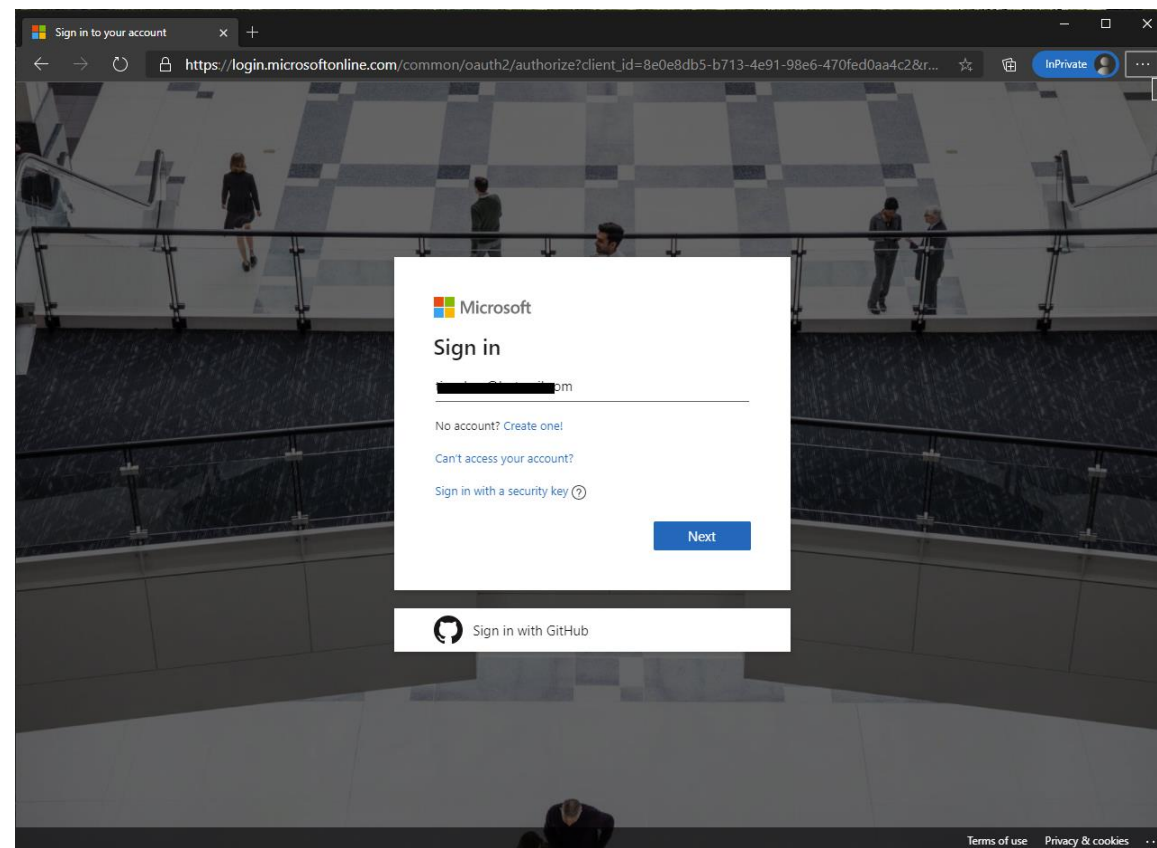 Sign in to your account
https://login.microsoftonline.com/common/oauth2/authorize?client_id=8e0e8db5-b713-4e91-98e6-470fed0aa4c2&r...
InPrivate
Microsoft
Sign in
No account? Create one!
Can't access your account?
Sign in with a security key
Next
Sign in with GitHub
Terms of use Privacy & cookies ...